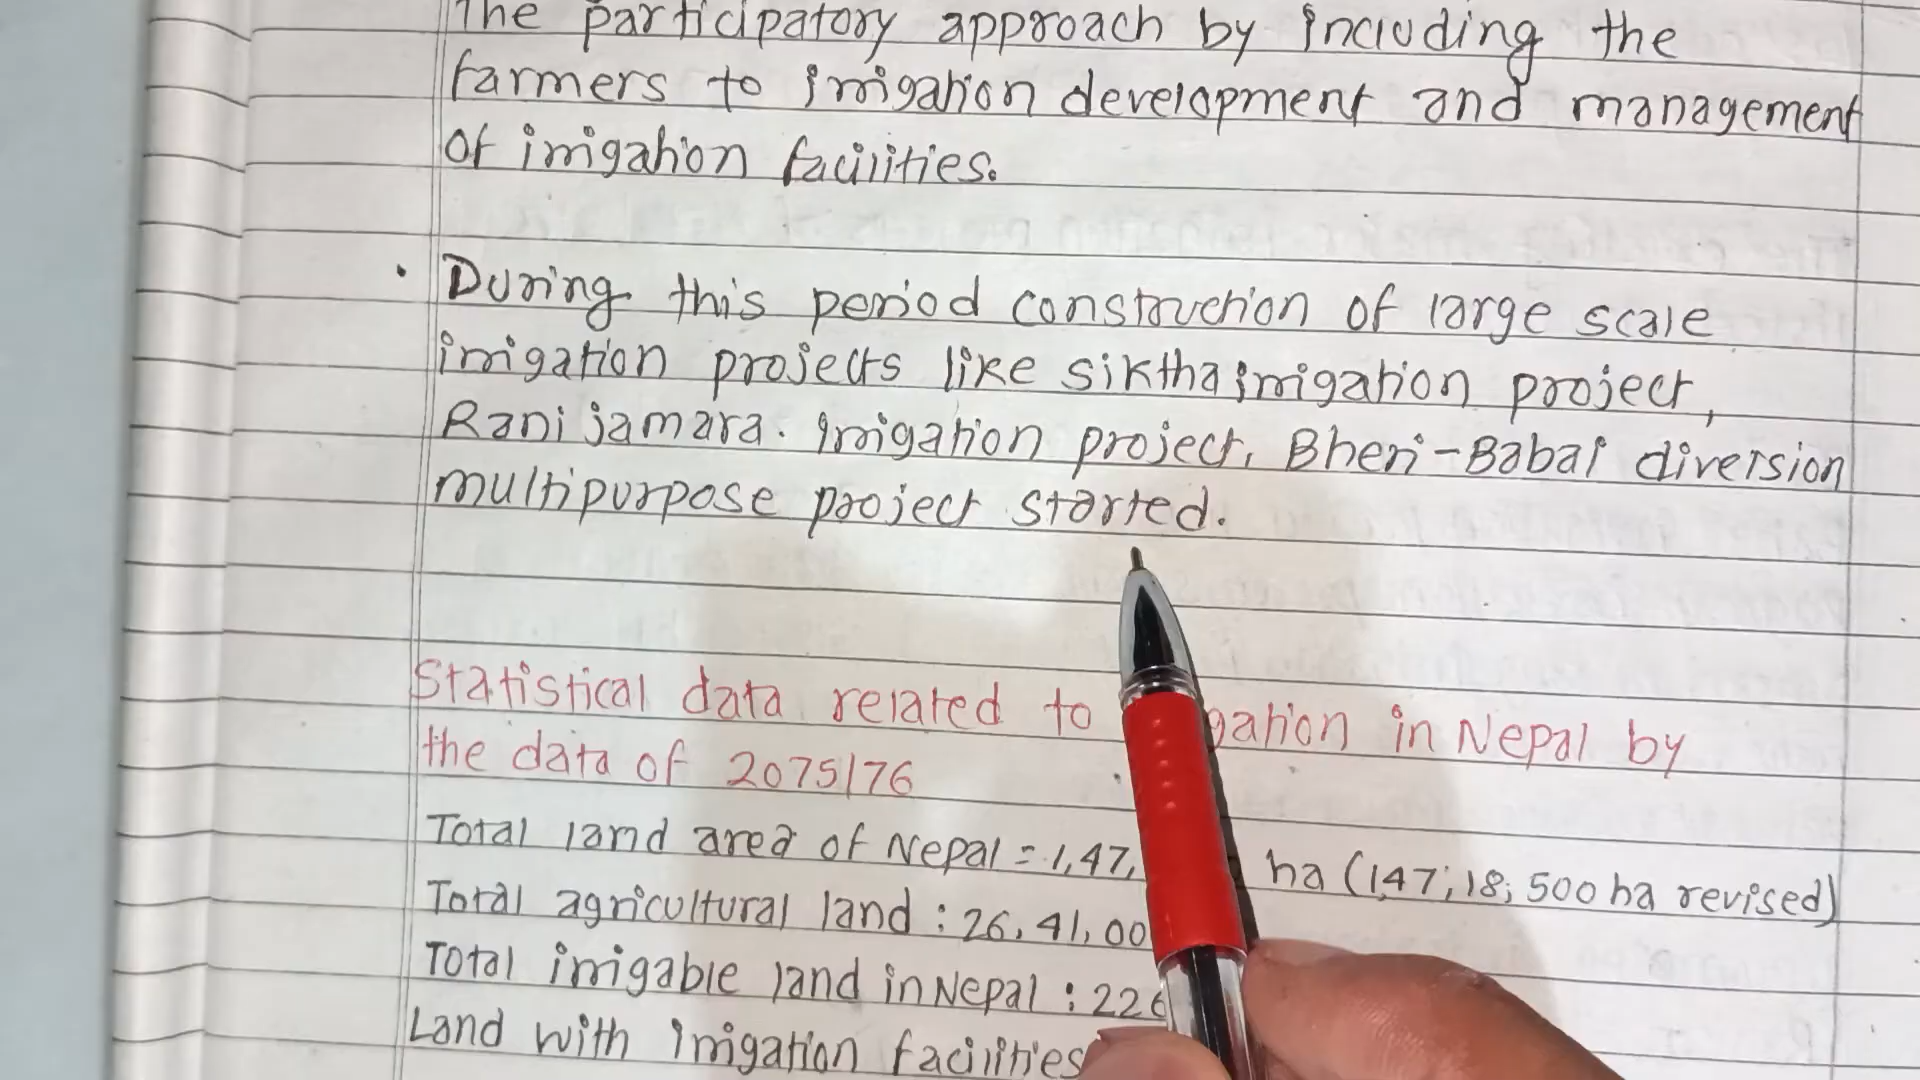 The participatory approach by including the
farmers to irrigation development and management
of irrigation facilities.
• During this period construction of large scale
irrigation projects like siktha irrigation project,
Rani jamara. Irrigation project, Bheri-Babai diversion
multipurpose project started.
Statistical data related to gation in Nepal by
the data of 2075/76
Total land area of Nepal = 1,47, ha (1,47,18,500 ha revised)
Total agricultural land : 26,41,00
Total irrigable land in Nepal : 22
Land with irrigation facilities